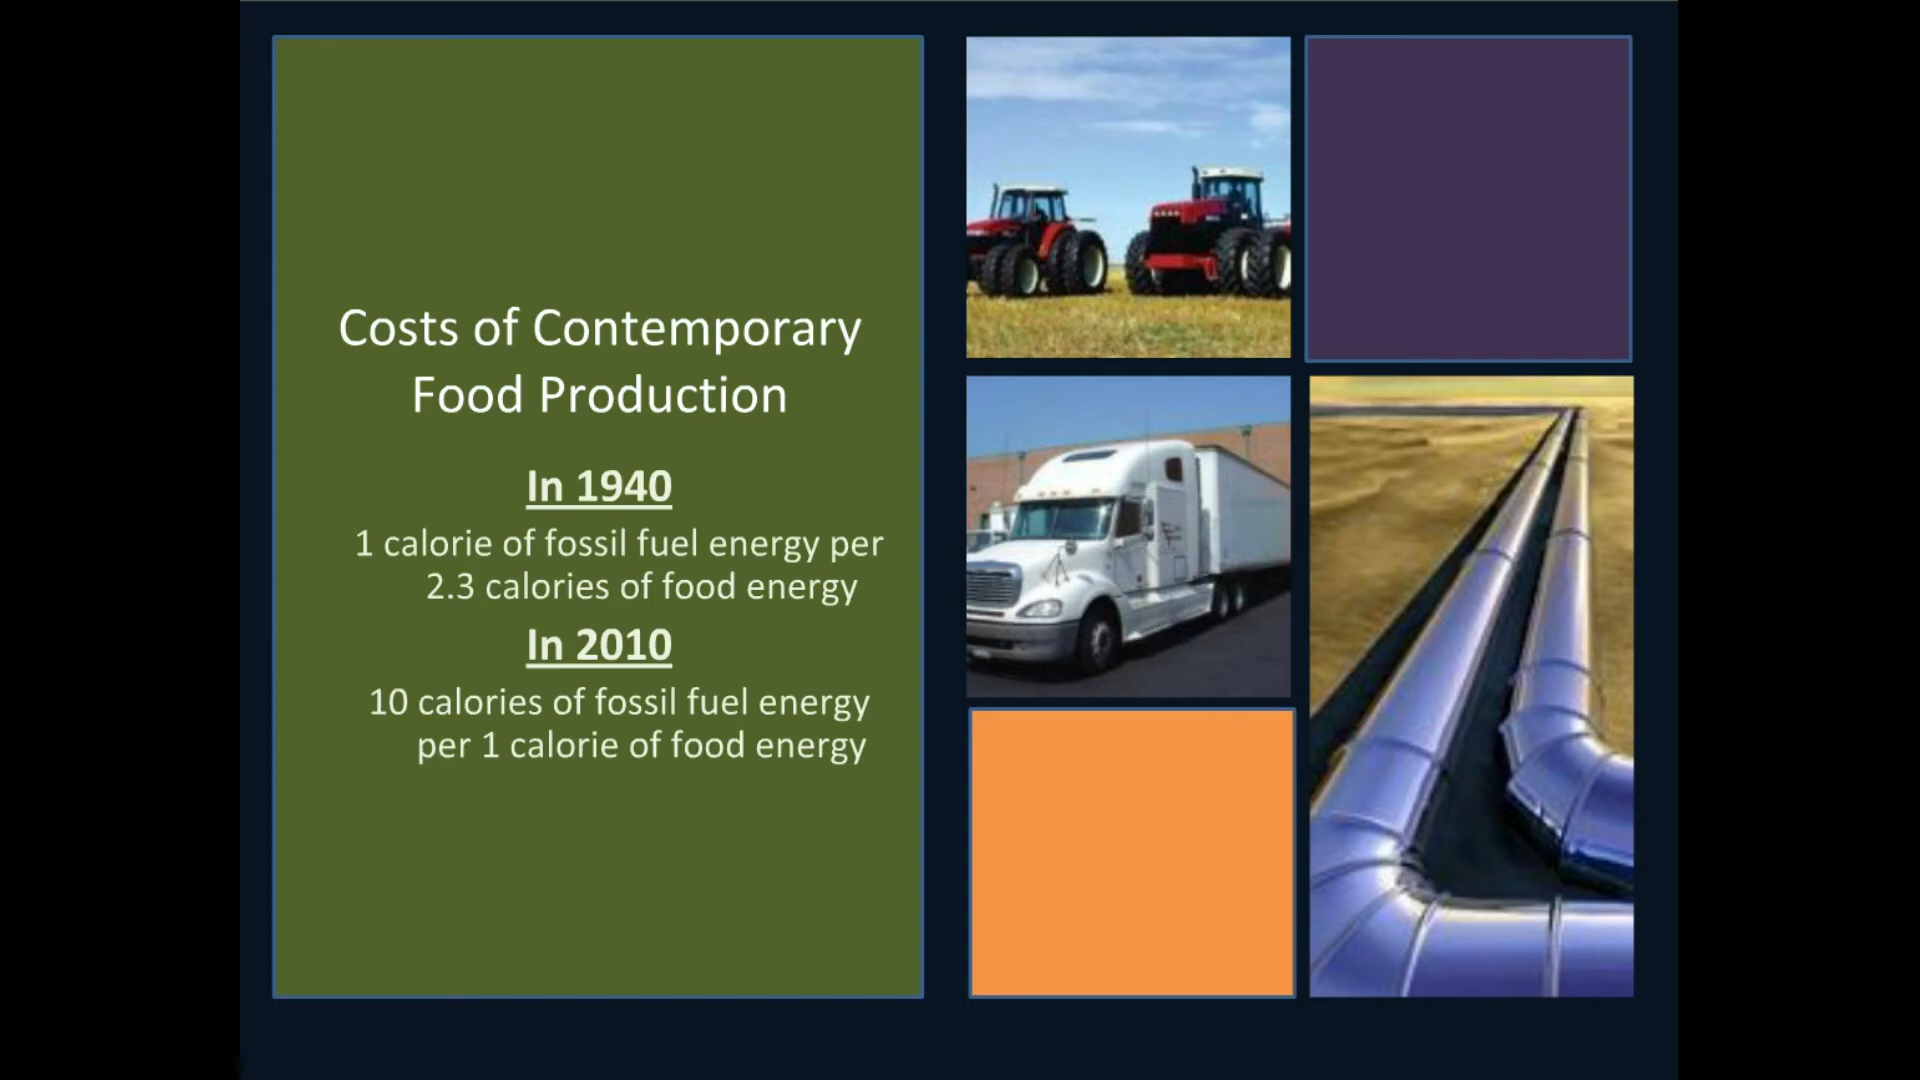 Costs of Contemporary
Food Production
In 1940
1 calorie of fossil fuel energy per
2.3 calories of food energy
In 2010
10 calories of fossil fuel energy
per 1 calorie of food energy